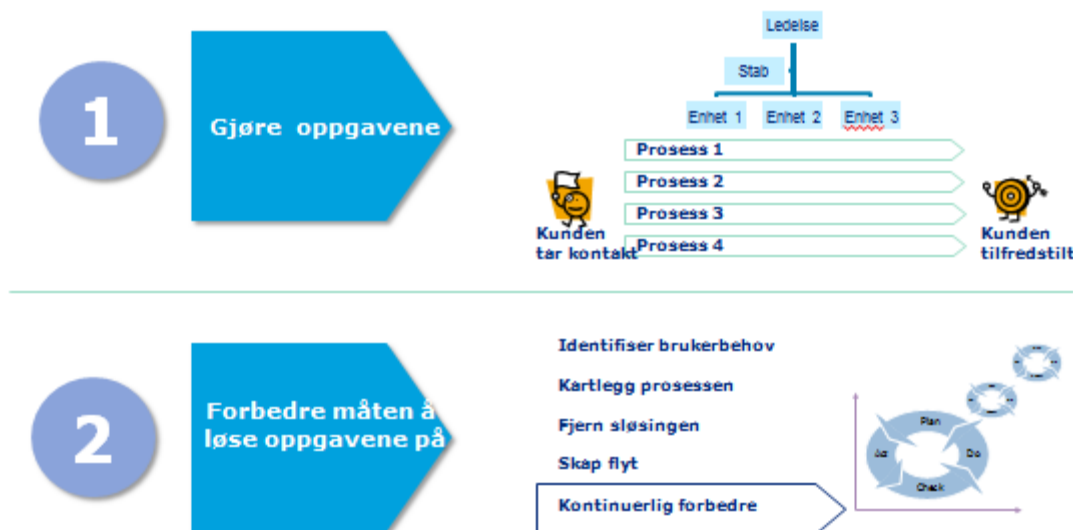 1
Gjøre oppgavene
Ledelse
Stab
Enhet 1
Enhet 2
Enhet 3
Prosess 1
Prosess 2
Prosess 3
Prosess 4
Kunden
tar kontakt
Kunden
tilfredstilt
2
Forbedre måten å
løse oppgavene på
Identifiser brukerbehov
Kartlegg prosessen
Fjern sløsingen
Skap flyt
Kontinuerlig forbedre
Plan
Do
Check
Act